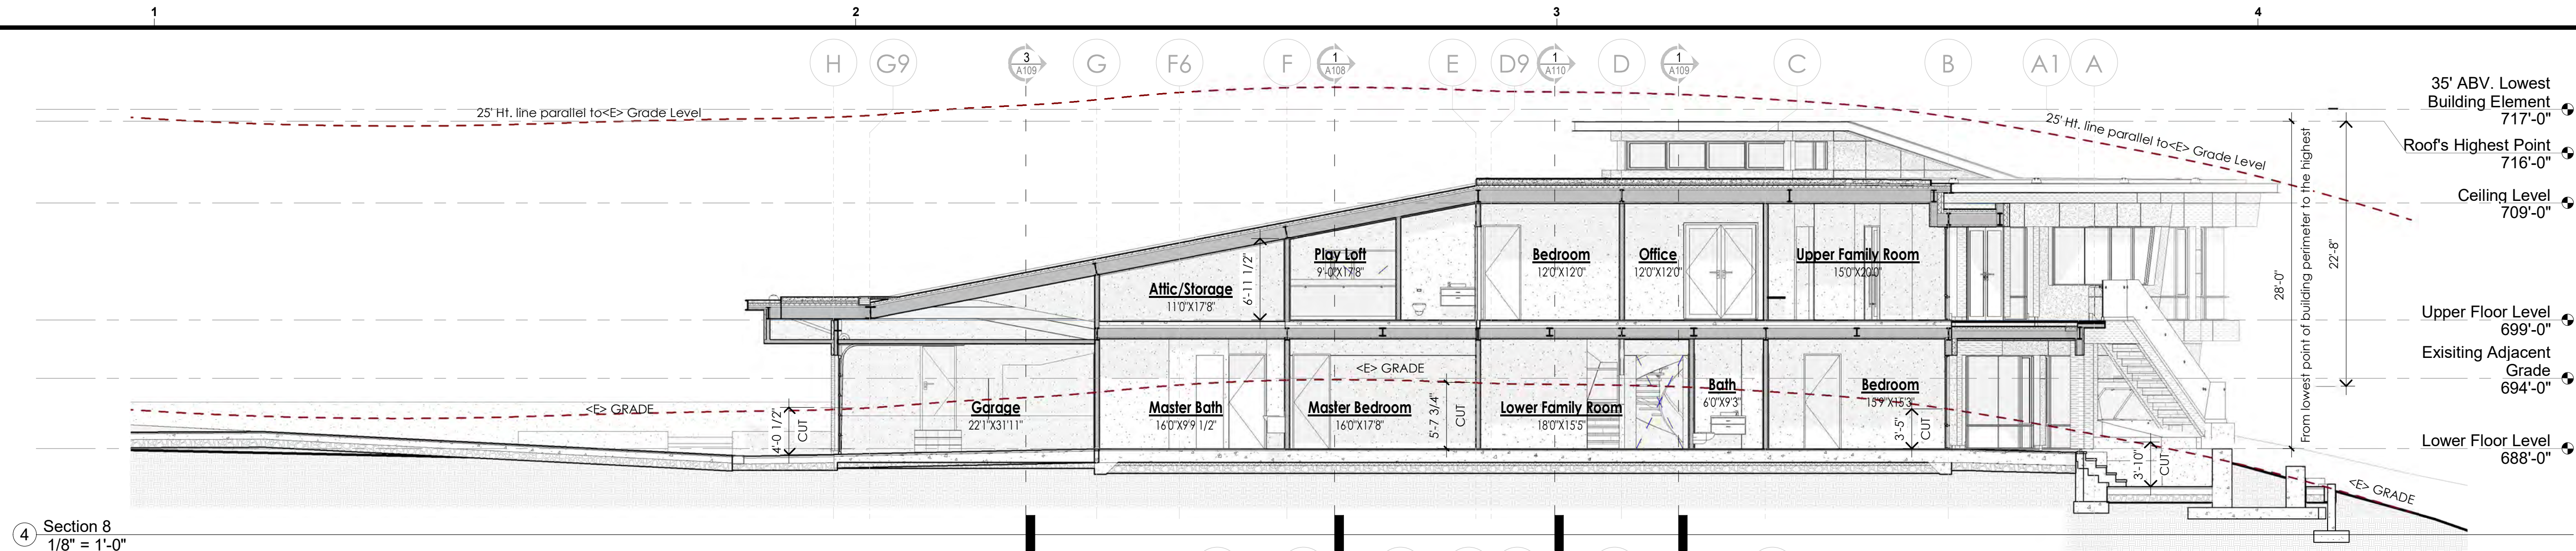 1
2
3
4
H
G9
3
A109
G
F6
F
1
A108
E
D9
1
A110
D
1
A109
C
B
A1
A
35' ABV. Lowest
Building Element
717'-0"
Roof's Highest Point
716'-0"
Ceiling Level
709'-0"
Upper Floor Level
699'-0"
Exisiting Adjacent
Grade
694'-0"
Lower Floor Level
688'-0"
25' Ht. line parallel to<E> Grade Level
25' Ht. line parallel to<E> Grade Level
From lowest point of building perimeter to the highest
28'-0"
22'-8"
Attic/Storage
11'0"X17'8"
6'-11 1/2"
Play Loft
9'-0"X17'8"
Bedroom
12'0"X12'0"
Office
12'0"X12'0"
Upper Family Room
15'0"X20'0"
<E> GRADE
<E> GRADE
4'-0 1/2"
CUT
Garage
22'1"X31'11"
Master Bath
16'0"X9'9 1/2"
Master Bedroom
16'0"X17'8"
5'-7 3/4"
CUT
Lower Family Room
18'0"X15'5"
Bath
6'0"X9'3"
Bedroom
15'9"X15'3"
3'-5"
CUT
3'-10"
CUT
<E> GRADE
4
Section 8
1/8" = 1'-0"